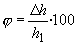 φ = Δh / h₁ · 100